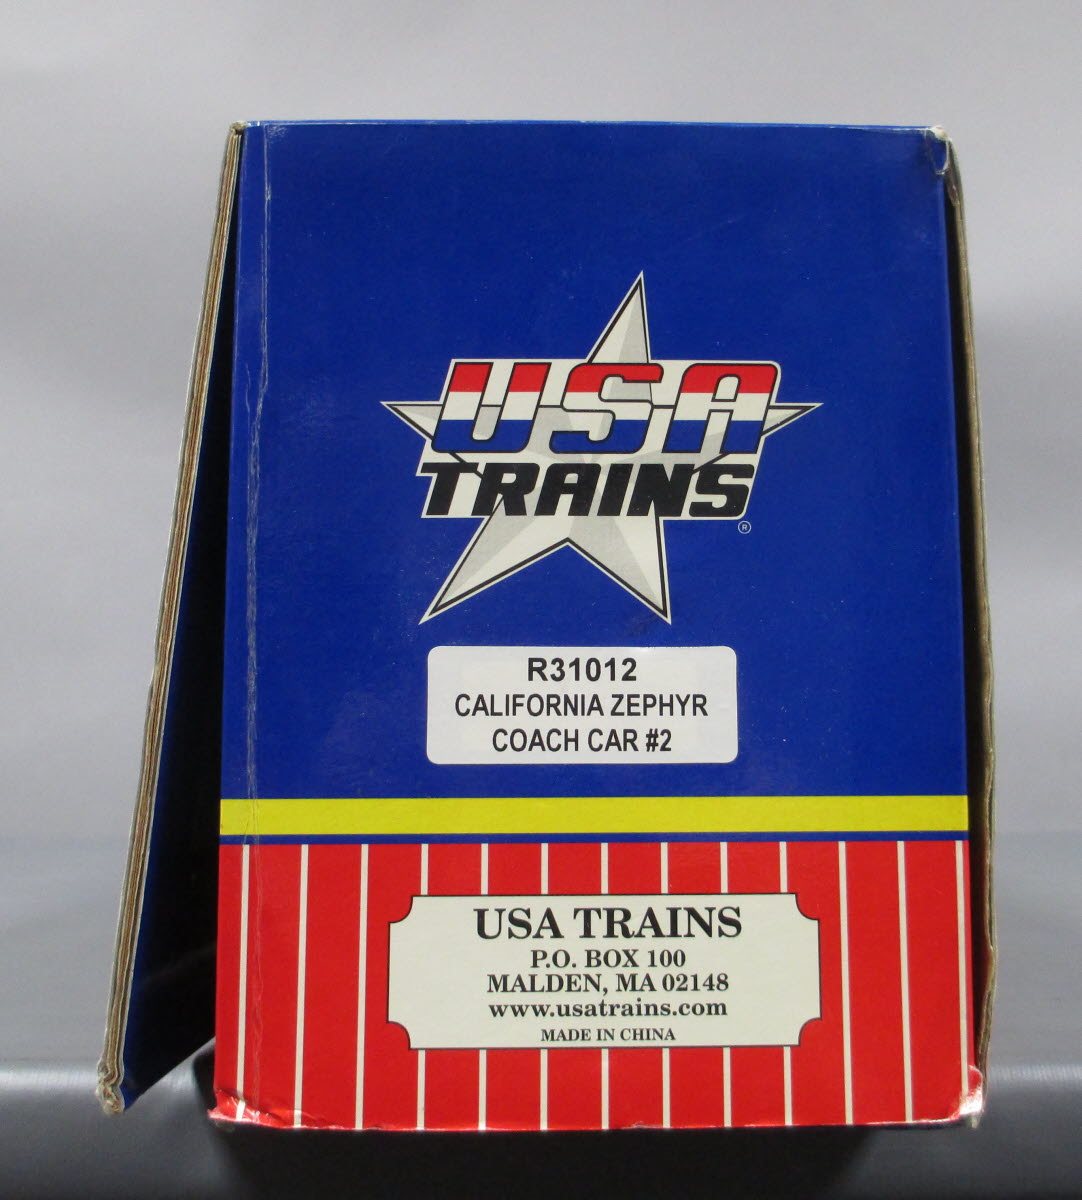 USA
TRAINS
®
R31012
CALIFORNIA ZEPHYR
COACH CAR #2
USA TRAINS
P.O. BOX 100
MALDEN, MA 02148
www.usatrains.com
MADE IN CHINA